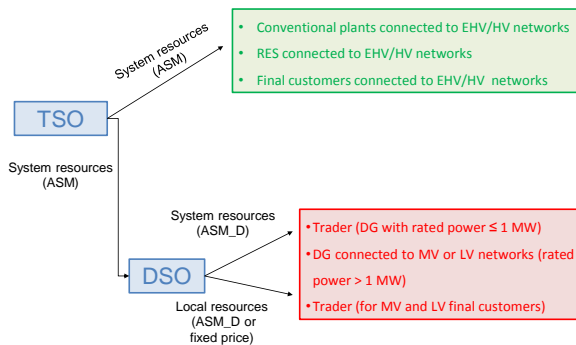 System resources
(ASM)
• Conventional plants connected to EHV/HV networks
• RES connected to EHV/HV networks
• Final customers connected to EHV/HV networks
TSO
System resources
(ASM)
System resources
(ASM_D)
• Trader (DG with rated power ≤ 1 MW)
• DG connected to MV or LV networks (rated
power > 1 MW)
• Trader (for MV and LV final customers)
DSO
Local resources
(ASM_D or
fixed price)